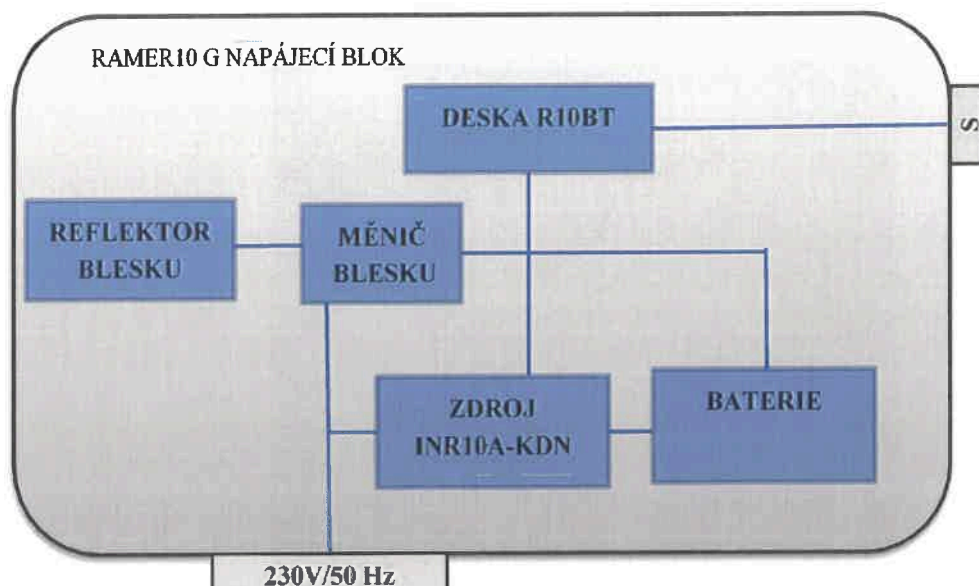 RAMER10 G NAPÁJECÍ BLOK
DESKA R10BT
S
REFLEKTOR
BLESKU
MĚNIČ
BLESKU
ZDROJ
INR10A-KDN
BATERIE
230V/50 Hz